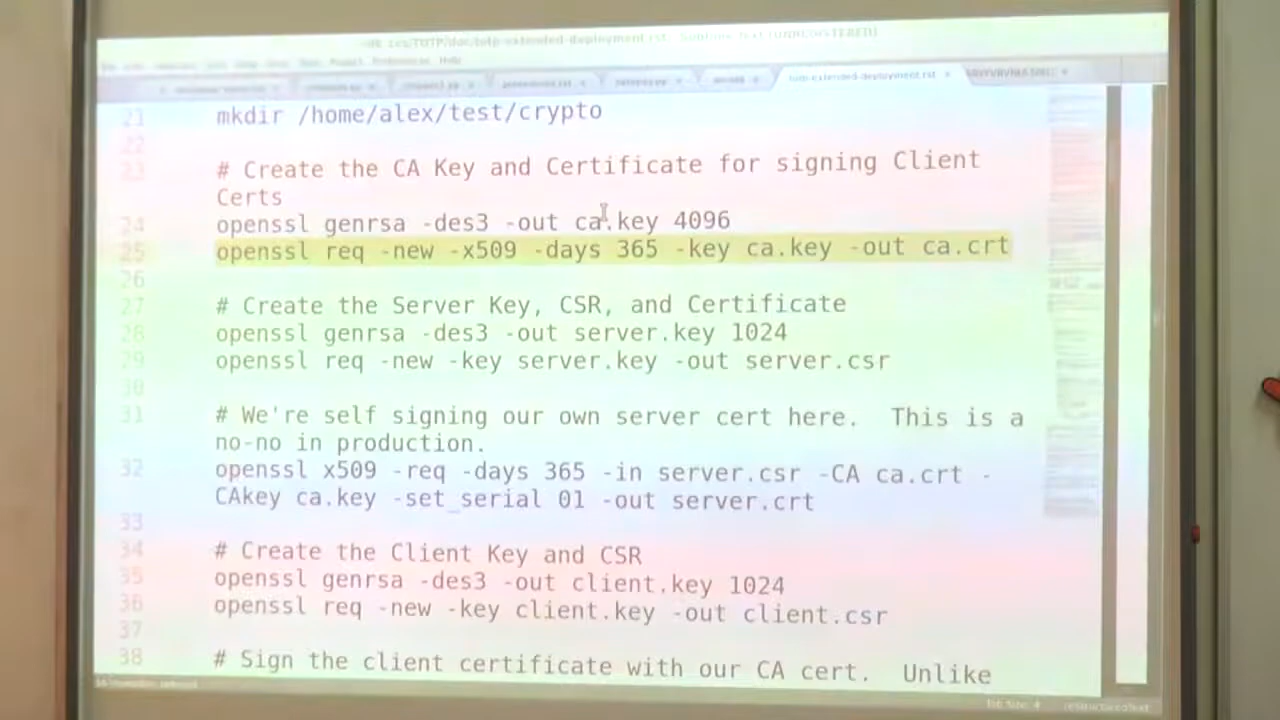 totp-extended-deployment.rst
21 mkdir /home/alex/test/crypto
22
23 # Create the CA Key and Certificate for signing Client
Certs
24 openssl genrsa -des3 -out ca.key 4096
25 openssl req -new -x509 -days 365 -key ca.key -out ca.crt
26
27 # Create the Server Key, CSR, and Certificate
28 openssl genrsa -des3 -out server.key 1024
29 openssl req -new -key server.key -out server.csr
30
31 # We're self signing our own server cert here.  This is a
no-no in production.
32 openssl x509 -req -days 365 -in server.csr -CA ca.crt -
CAkey ca.key -set_serial 01 -out server.crt
33
34 # Create the Client Key and CSR
35 openssl genrsa -des3 -out client.key 1024
36 openssl req -new -key client.key -out client.csr
37
38 # Sign the client certificate with our CA cert.  Unlike
Tab Size: 4